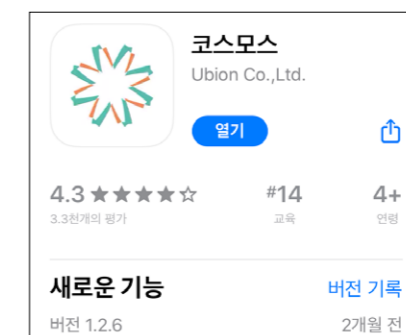 코스모스
Ubion Co.,Ltd.
열기
4.3 ★★★★☆ #14 4+
3.3천개의 평가 교육 연령
새로운 기능 버전 기록
버전 1.2.6 2개월 전